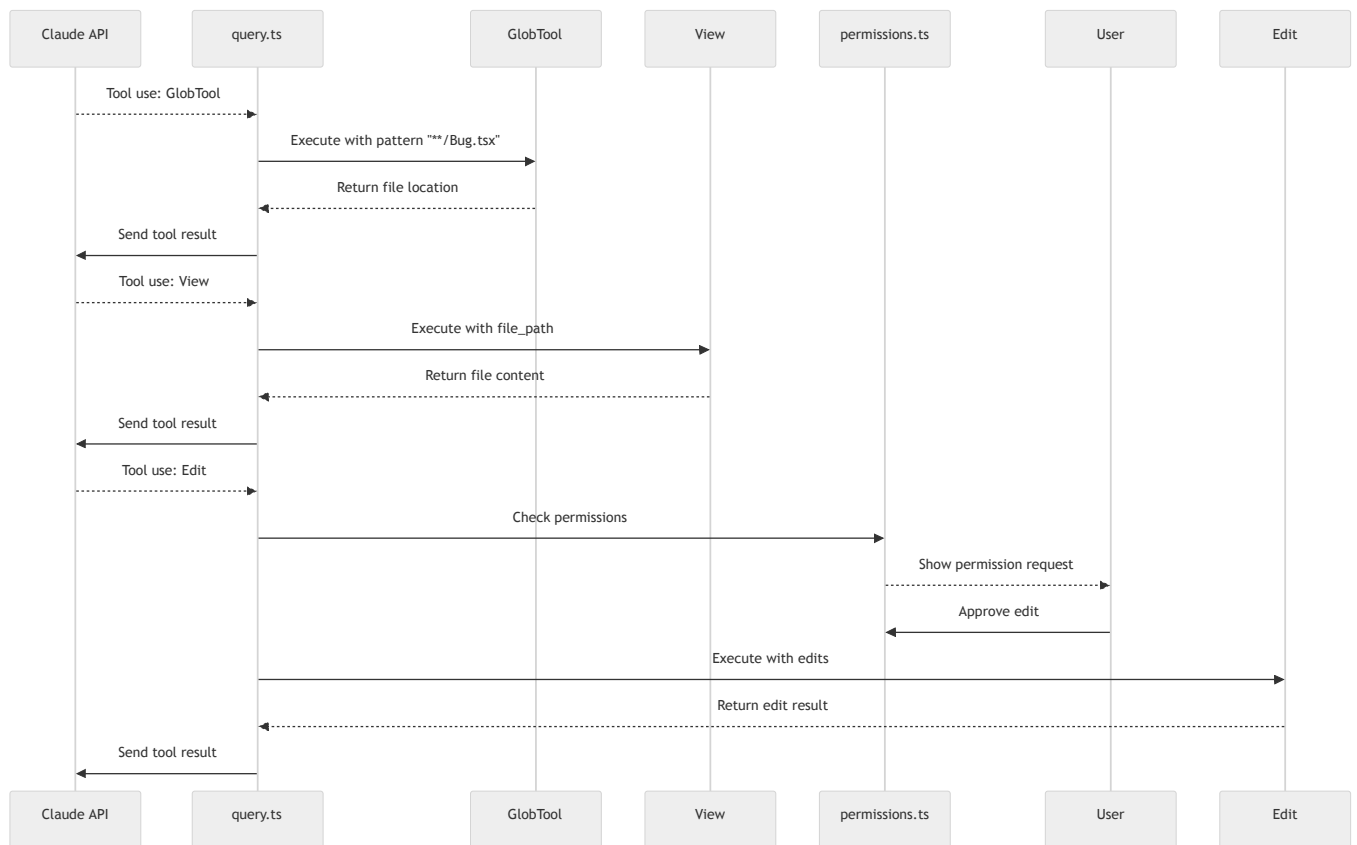 Claude API
query.ts
GlobTool
View
permissions.ts
User
Edit
Tool use: GlobTool
Execute with pattern "**/Bug.tsx"
Return file location
Send tool result
Tool use: View
Execute with file_path
Return file content
Send tool result
Tool use: Edit
Check permissions
Show permission request
Approve edit
Execute with edits
Return edit result
Send tool result
Claude API
query.ts
GlobTool
View
permissions.ts
User
Edit